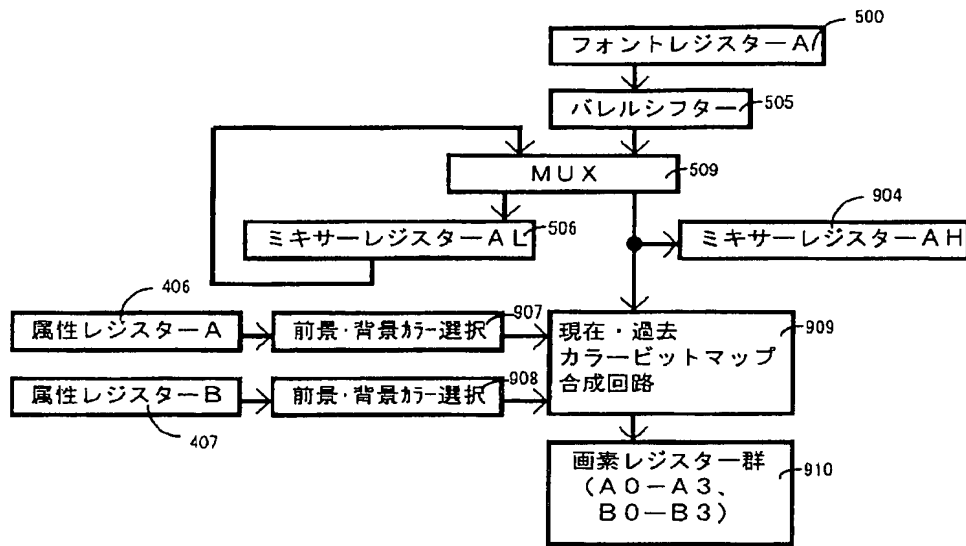 500
フォントレジスターA
バレルシフター
505
MUX
509
904
ミキサーレジスターAL
506
ミキサーレジスターAH
406
907
属性レジスターA
前景・背景ｶﾗｰ選択
現在・過去
カラービットマップ
合成回路
909
属性レジスターB
前景・背景ｶﾗｰ選択
908
407
画素レジスター群
(A0−A3、
B0−B3)
910